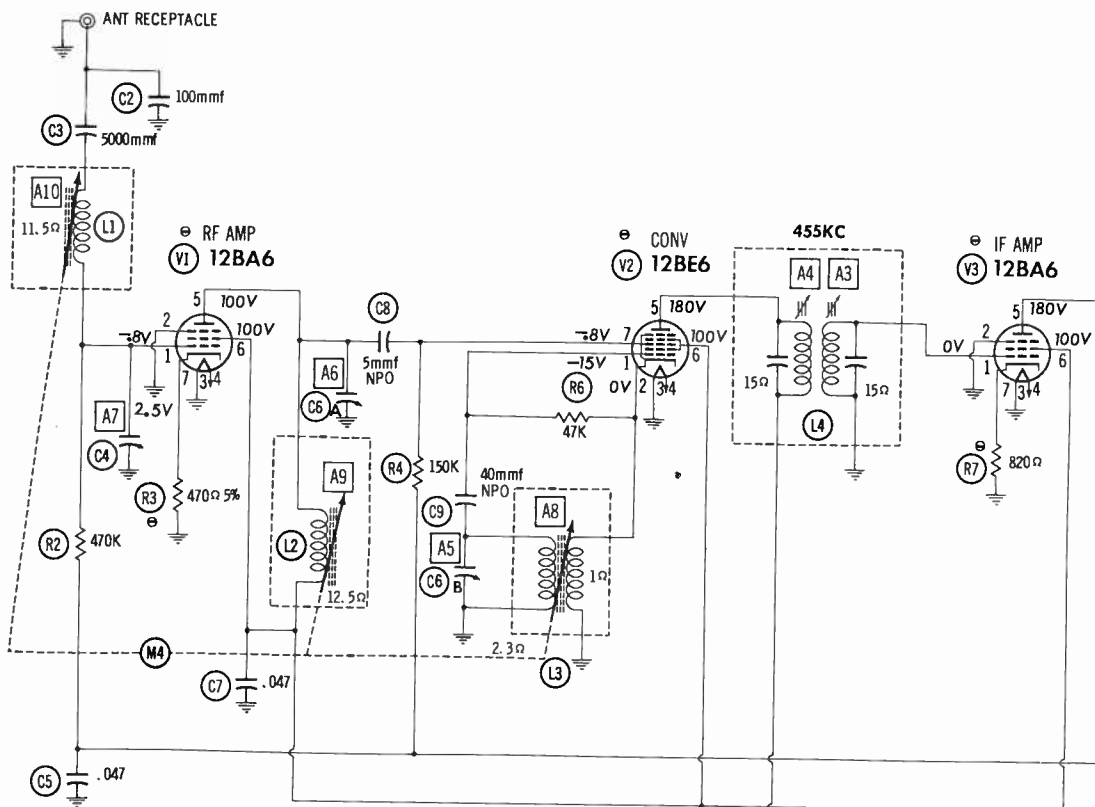 ANT RECEPTACLE
C2
100mmf
C3
5000mmf
A10
11.5Ω
L1
⊖ RF AMP
V1 12BA6
5
100V
2
-.8V
1
100V
6
7
3
4
A7
2.5V
C4
R3
470Ω 5%
⊖
R2
470K
C8
5mmf
NPO
A6
C6
A
A9
L2
12.5Ω
R4
150K
⊖ CONV
V2 12BE6
5
180V
-.8V
7
100V
6
-15V
1
R6
0V
2
3
4
47K
40mmf
NPO
C9
A5
C6
B
A8
1Ω
2.3Ω
L3
455KC
A4
A3
15Ω
15Ω
L4
⊖ IF AMP
V3 12BA6
5
180V
2
0V
1
100V
6
7
3
4
⊖
R7
820Ω
M4
C7
.047
C5
.047